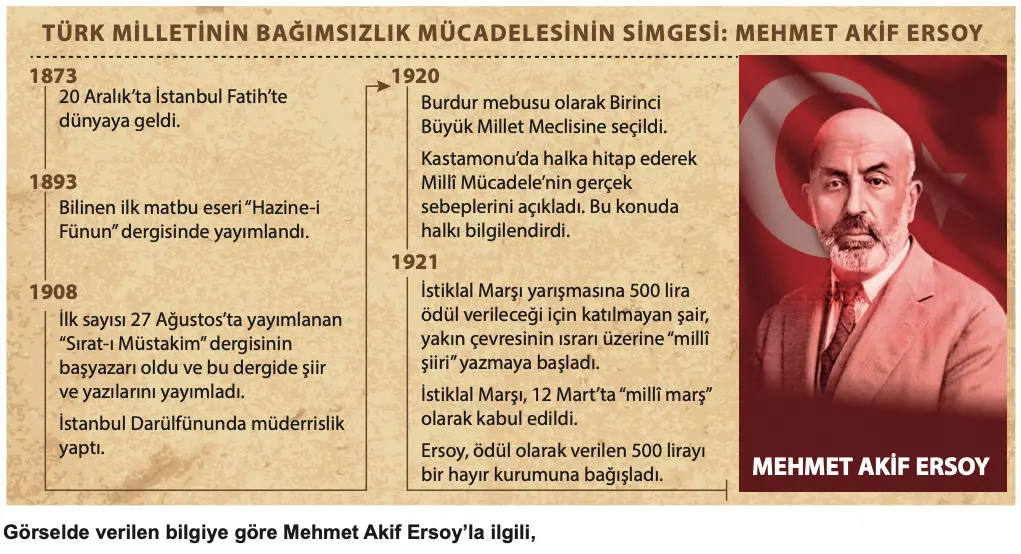 TÜRK MİLLETİNİN BAĞIMSIZLIK MÜCADELESİNİN SİMGESİ: MEHMET AKİF ERSOY
1873
20 Aralık’ta İstanbul Fatih’te
dünyaya geldi.
1893
Bilinen ilk matbu eseri “Hazine-i
Fünun” dergisinde yayımlandı.
1908
İlk sayısı 27 Ağustos’ta yayımlanan
“Sırat-ı Müstakim” dergisinin
başyazarı oldu ve bu dergide şiir
ve yazılarını yayımladı.
İstanbul Darülfünunda müderrislik
yaptı.
1920
Burdur mebusu olarak Birinci
Büyük Millet Meclisine seçildi.
Kastamonu’da halka hitap ederek
Millî Mücadele’nin gerçek
sebeplerini açıkladı. Bu konuda
halkı bilgilendirdi.
1921
İstiklal Marşı yarışmasına 500 lira
ödül verileceği için katılmayan şair,
yakın çevresinin ısrarı üzerine “millî
şiiri” yazmaya başladı.
İstiklal Marşı, 12 Mart’ta “millî marş”
olarak kabul edildi.
Ersoy, ödül olarak verilen 500 lirayı
bir hayır kurumuna bağışladı.
MEHMET AKİF ERSOY
Görselde verilen bilgiye göre Mehmet Akif Ersoy’la ilgili,